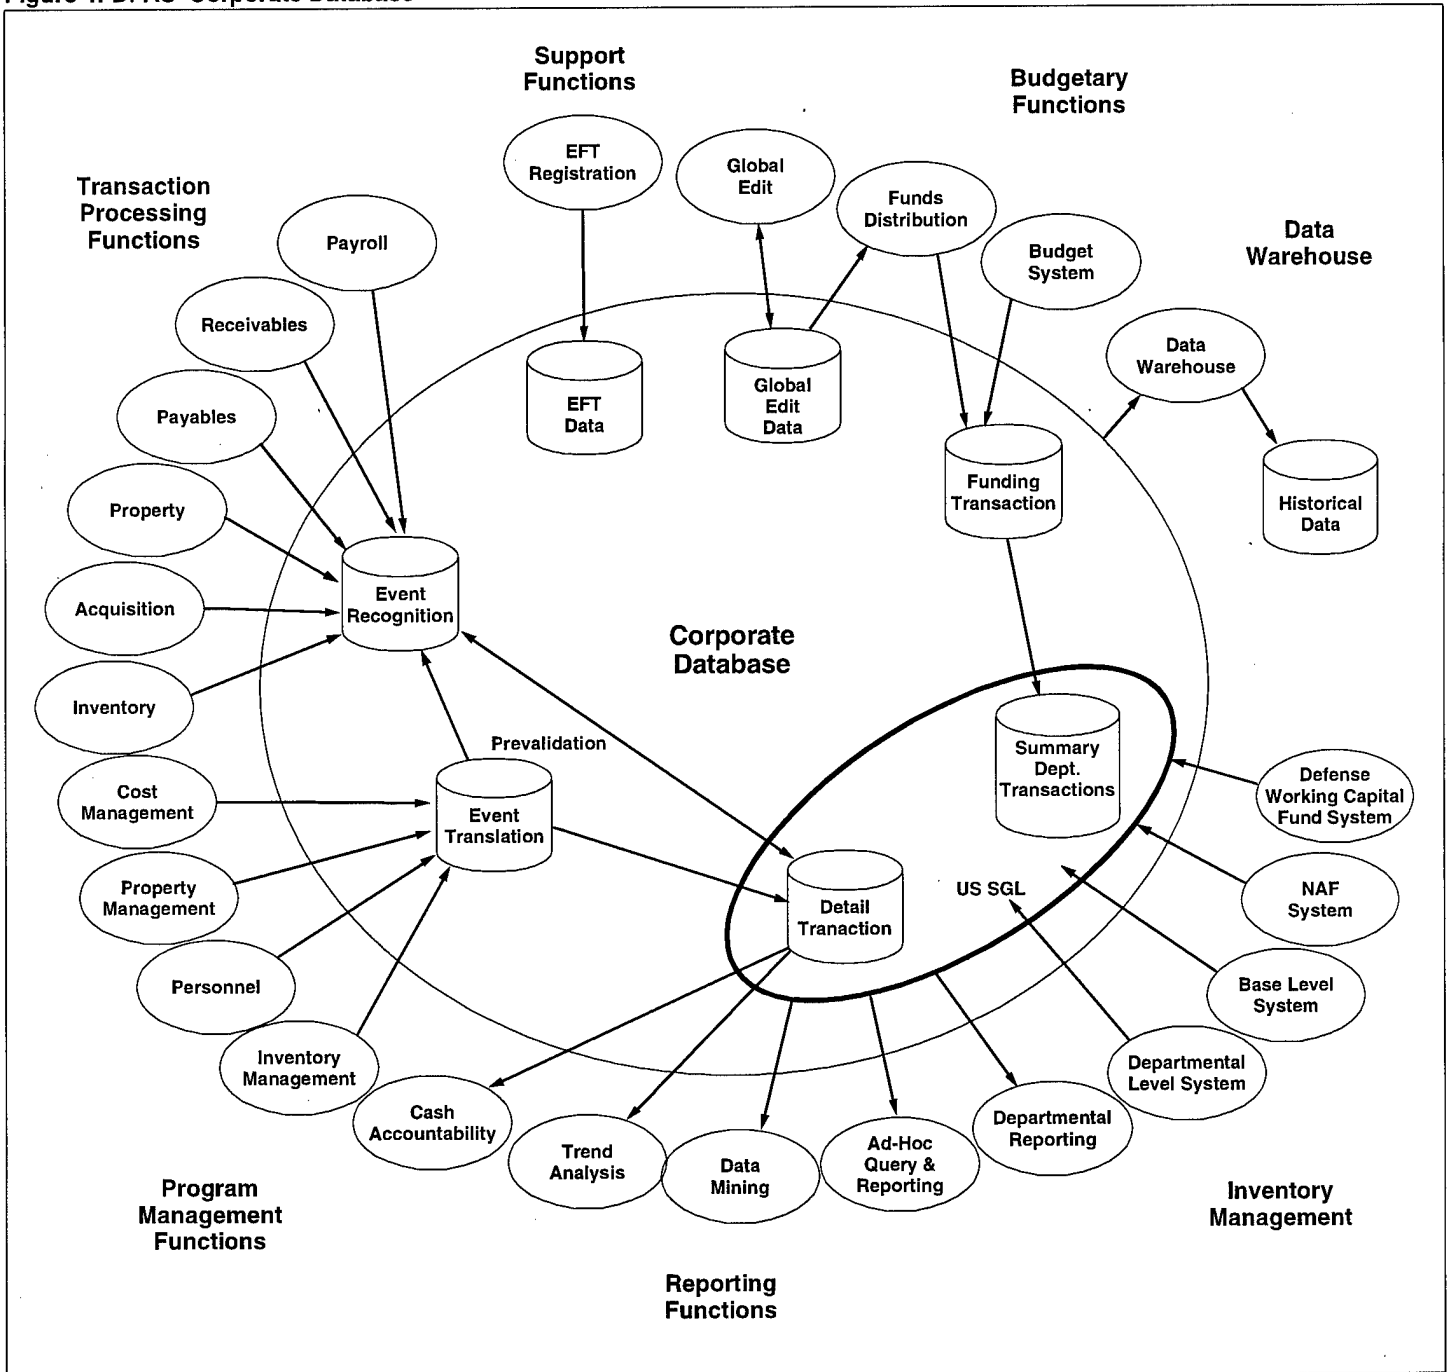 Support
Functions
Budgetary
Functions
EFT
Registration
Global
Edit
Funds
Distribution
Transaction
Processing
Functions
Payroll
Budget
System
Data
Warehouse
Receivables
Data
Warehouse
Payables
EFT
Data
Global
Edit
Data
Funding
Transaction
Historical
Data
Property
Event
Recognition
Acquisition
Corporate
Database
Inventory
Prevalidation
Summary
Dept.
Transactions
Cost
Management
Event
Translation
Defense
Working Capital
Fund System
Property
Management
Detail
Tranaction
US SGL
NAF
System
Personnel
Base Level
System
Inventory
Management
Departmental
Level System
Cash
Accountability
Trend
Analysis
Data
Mining
Ad-Hoc
Query &
Reporting
Departmental
Reporting
Program
Management
Functions
Inventory
Management
Reporting
Functions